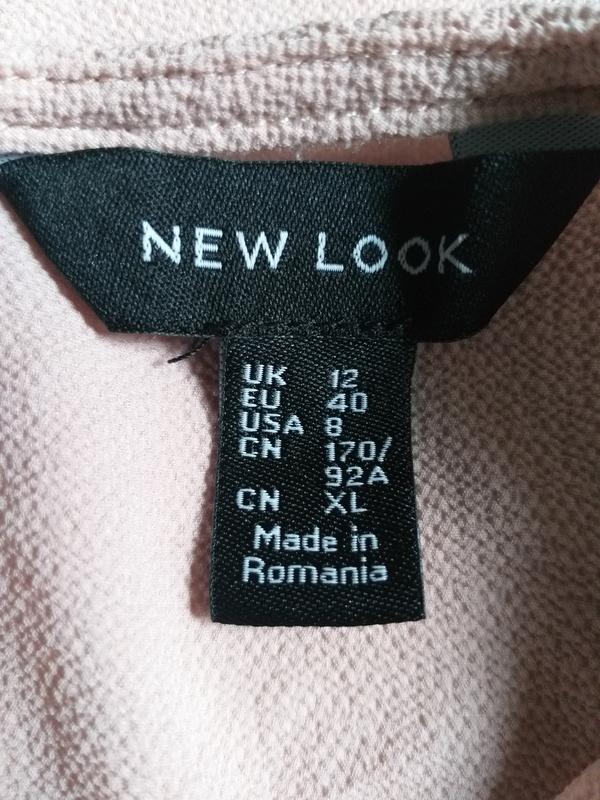 NEW LOOK
UK 12
EU 40
USA 8
CN 170/
92A
CN XL
Made in
Romania